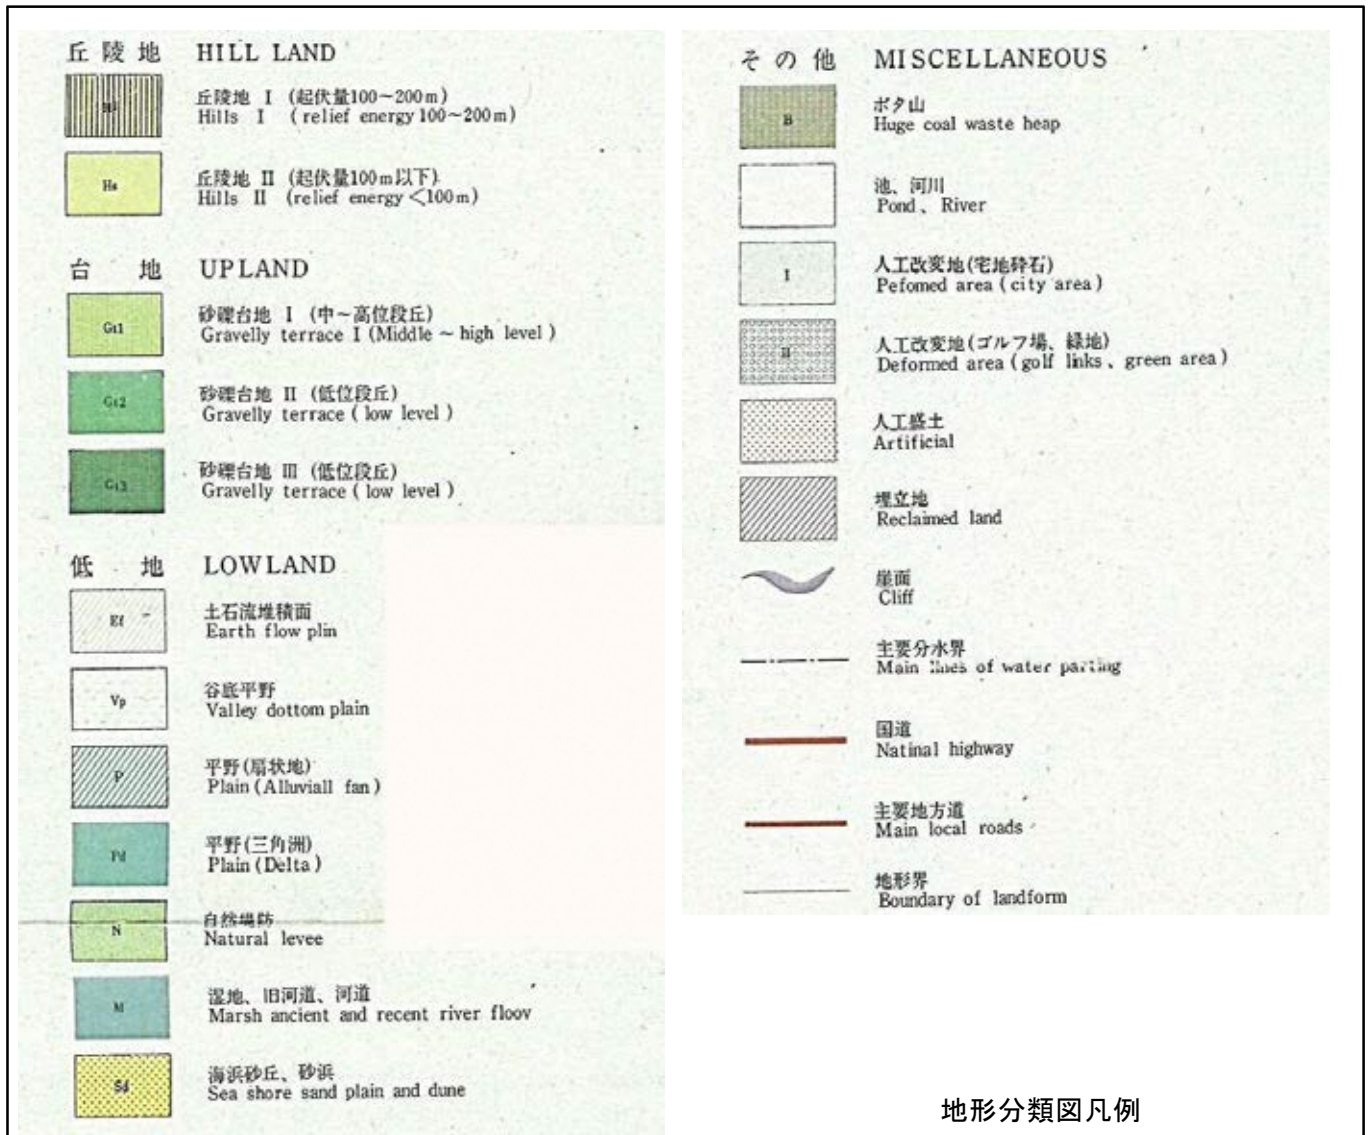 丘陵地 HILL LAND
丘陵地 I (起伏量100~200m)
Hills I (relief energy 100~200m)
Hs
丘陵地 II (起伏量100m以下)
Hills II (relief energy<100m)
台地 UPLAND
Gt1
砂礫台地 I (中~高位段丘)
Gravelly terrace I (Middle ~ high level)
Gt2
砂礫台地 II (低位段丘)
Gravelly terrace (low level)
Gt3
砂礫台地 III (低位段丘)
Gravelly terrace (low level)
低地 LOWLAND
Ef
土石流堆積面
Earth flow plin
Vp
谷底平野
Valley dottom plain
P
平野(扇状地)
Plain (Alluviall fan)
Pd
平野(三角洲)
Plain (Delta)
N
自然堤防
Natural levee
M
湿地、旧河道、河道
Marsh ancient and recent river floov
Sd
海浜砂丘、砂浜
Sea shore sand plain and dune
その他 MISCELLANEOUS
B
ボタ山
Huge coal waste heap
池、河川
Pond、River
I
人工改変地(宅地砕石)
Pefomed area (city area)
II
人工改変地(ゴルフ場、緑地)
Deformed area (golf links、green area)
人工盛土
Artificial
埋立地
Reclaimed land
崖面
Cliff
主要分水界
Main lines of water parting
国道
Natinal highway
主要地方道
Main local roads
地形界
Boundary of landform
地形分類図凡例